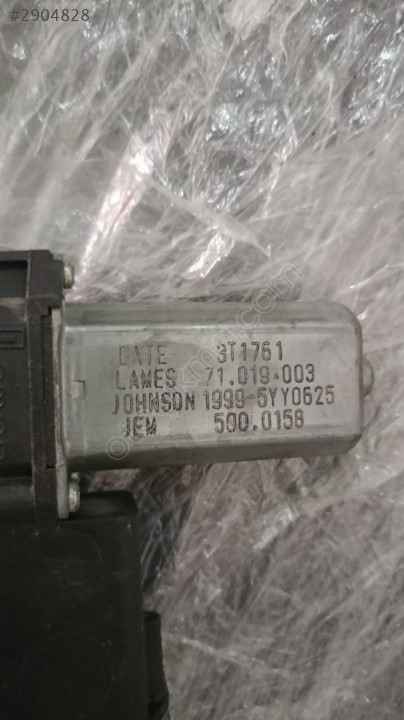 #2904828
DATE 3T1761
LAMES 71.019.003
JOHNSON 1999-5YY0625
JEM 500.0158